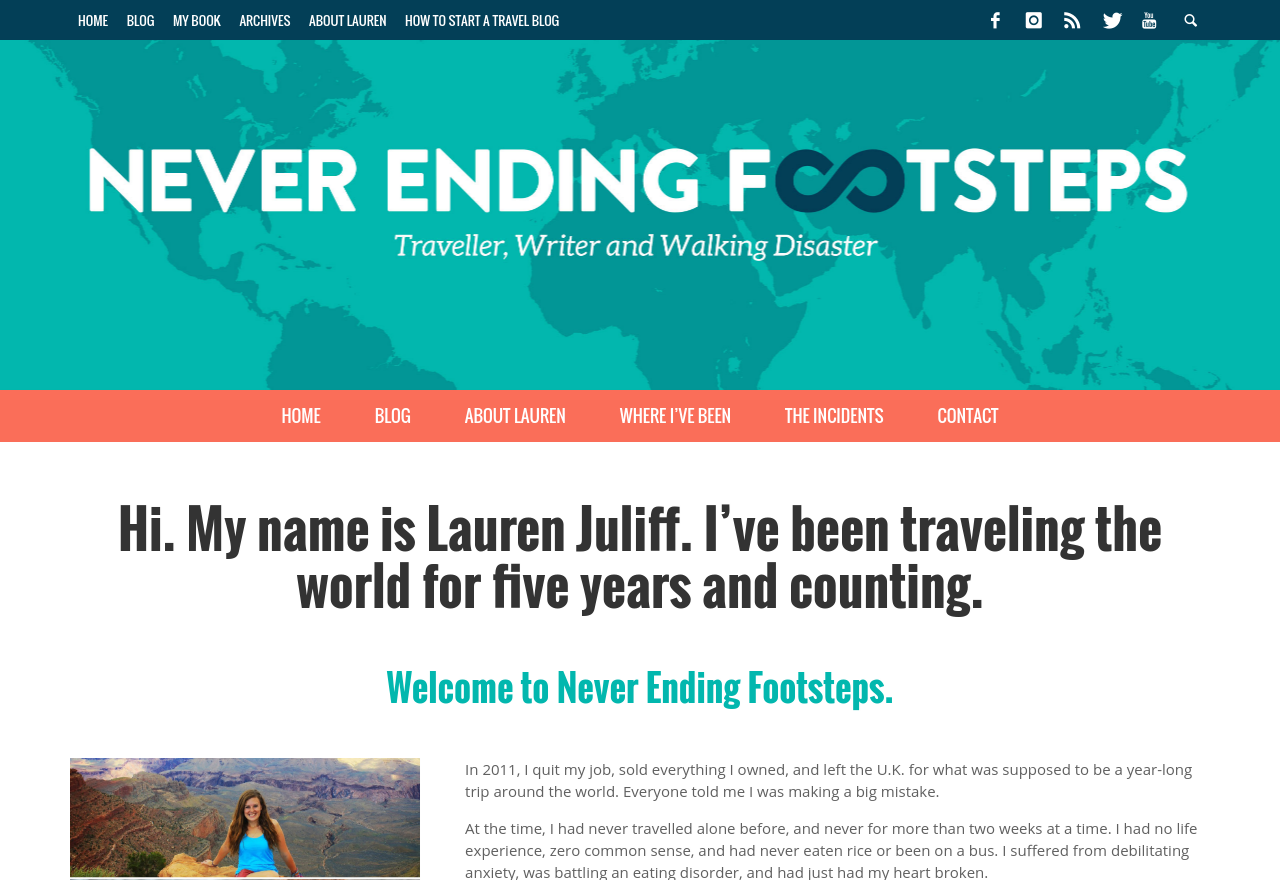 HOME BLOG MY BOOK ARCHIVES ABOUT LAUREN HOW TO START A TRAVEL BLOG
You Tube
NEVER ENDING FOOTSTEPS
Traveller, Writer and Walking Disaster
HOME BLOG ABOUT LAUREN WHERE I'VE BEEN THE INCIDENTS CONTACT
Hi. My name is Lauren Juliff. I’ve been traveling the
world for five years and counting.
Welcome to Never Ending Footsteps.
In 2011, I quit my job, sold everything I owned, and left the U.K. for what was supposed to be a year-long
trip around the world. Everyone told me I was making a big mistake.
At the time, I had never travelled alone before, and never for more than two weeks at a time. I had no life
experience, zero common sense, and had never eaten rice or been on a bus. I suffered from debilitating
anxiety, was battling an eating disorder, and had just had my heart broken.